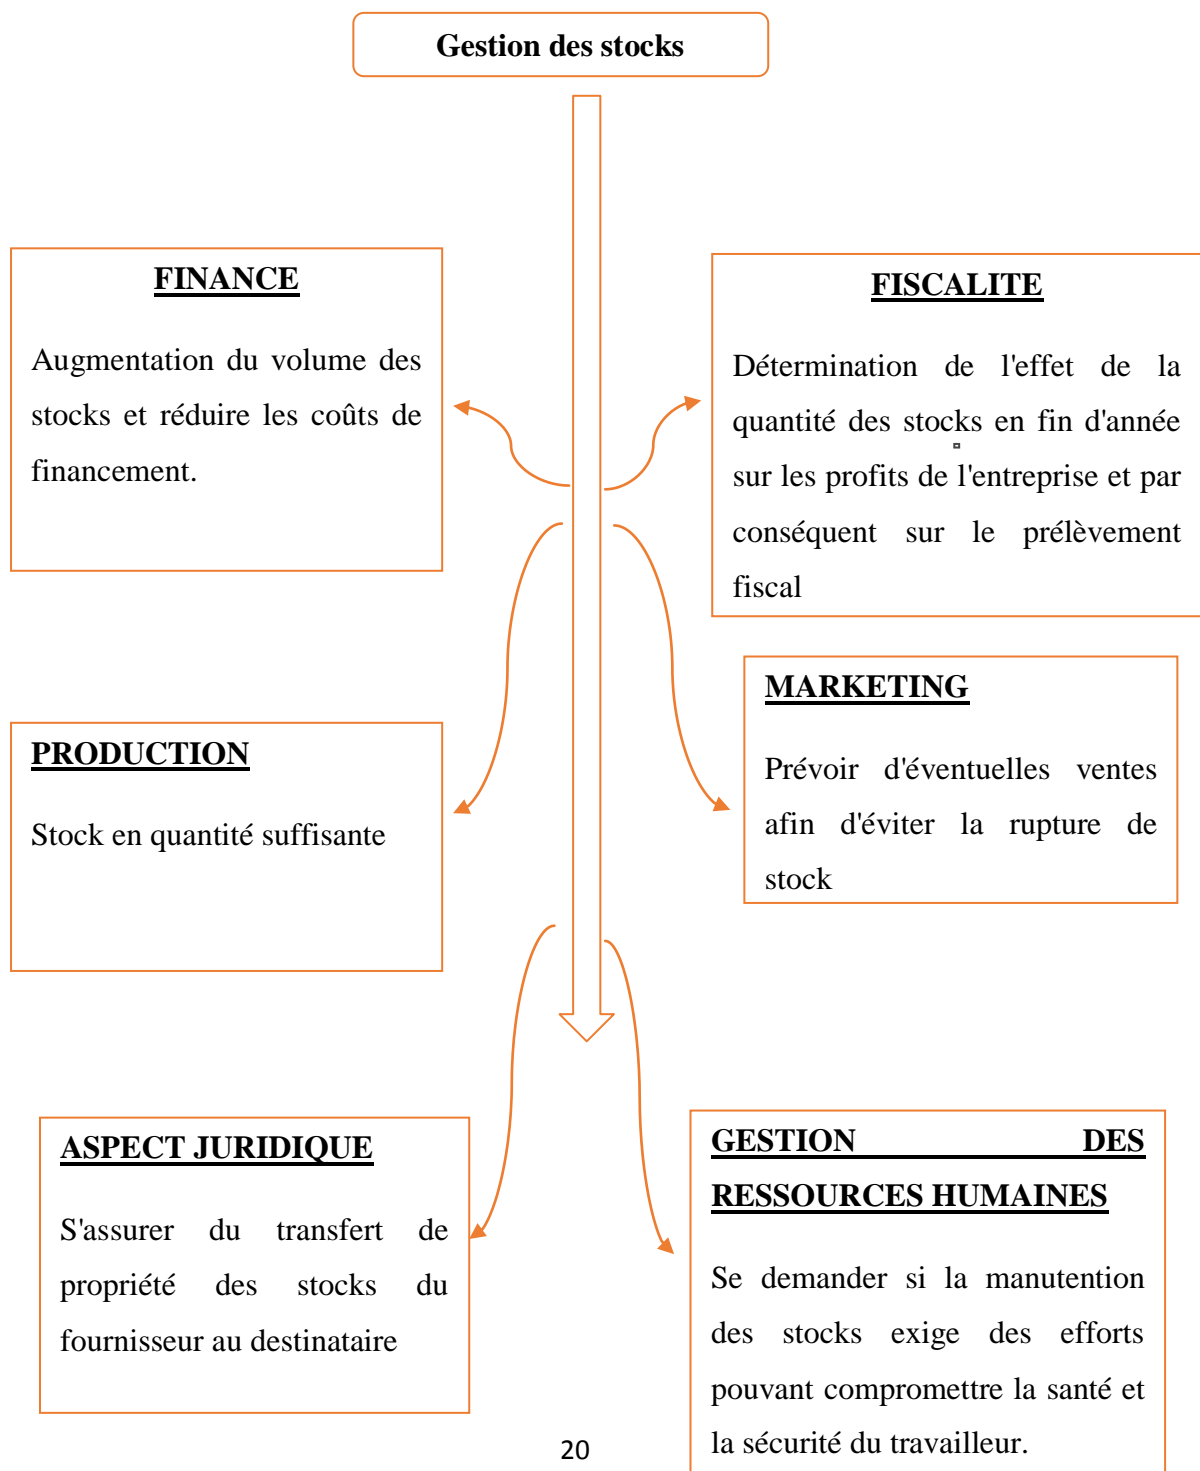 Gestion des stocks
FINANCE
Augmentation du volume des
stocks et réduire les coûts de
financement.
FISCALITE
Détermination de l'effet de la
quantité des stocks en fin d'année
sur les profits de l'entreprise et par
conséquent sur le prélèvement
fiscal
PRODUCTION
Stock en quantité suffisante
MARKETING
Prévoir d'éventuelles ventes
afin d'éviter la rupture de
stock
ASPECT JURIDIQUE
S'assurer du transfert de
propriété des stocks du
fournisseur au destinataire
GESTION DES
RESSOURCES HUMAINES
Se demander si la manutention
des stocks exige des efforts
pouvant compromettre la santé et
la sécurité du travailleur.
20